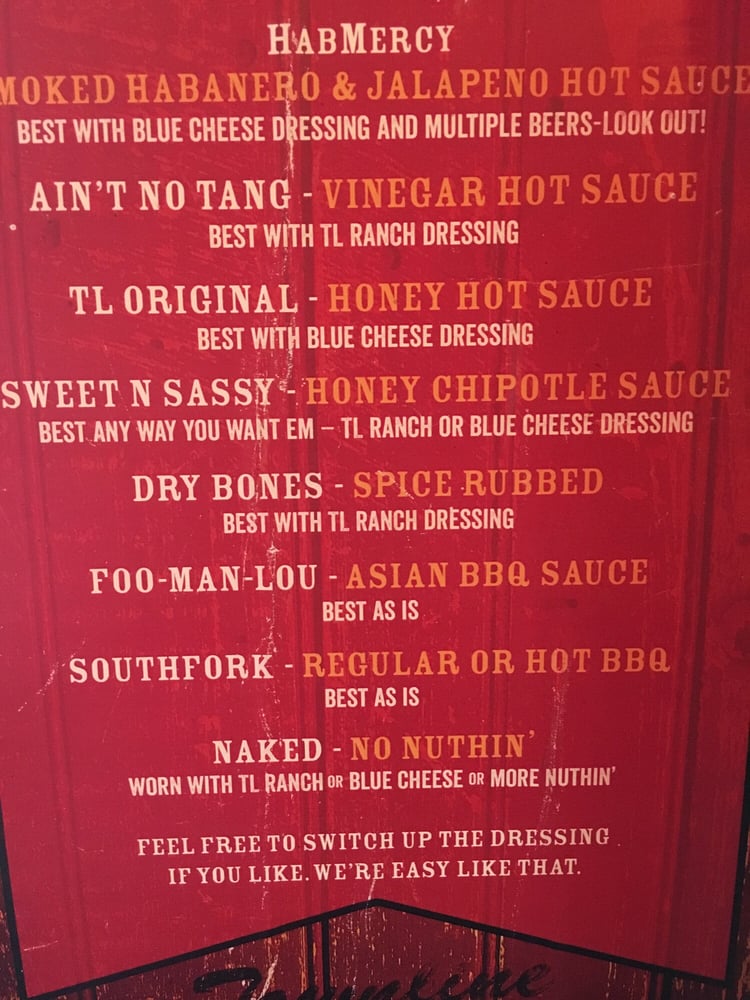 HABMERCY
MOKED HABANERO & JALAPENO HOT SAUCE
BEST WITH BLUE CHEESE DRESSING AND MULTIPLE BEERS-LOOK OUT!
AIN'T NO TANG - VINEGAR HOT SAUCE
BEST WITH TL RANCH DRESSING
TL ORIGINAL - HONEY HOT SAUCE
BEST WITH BLUE CHEESE DRESSING
SWEET N SASSY - HONEY CHIPOTLE SAUCE
BEST ANY WAY YOU WANT EM – TL RANCH OR BLUE CHEESE DRESSING
DRY BONES - SPICE RUBBED
BEST WITH TL RANCH DRESSING
FOO-MAN-LOU - ASIAN BBQ SAUCE
BEST AS IS
SOUTHFORK - REGULAR OR HOT BBQ
BEST AS IS
NAKED - NO NUTHIN'
WORN WITH TL RANCH OR BLUE CHEESE OR MORE NUTHIN'
FEEL FREE TO SWITCH UP THE DRESSING
IF YOU LIKE. WE'RE EASY LIKE THAT.